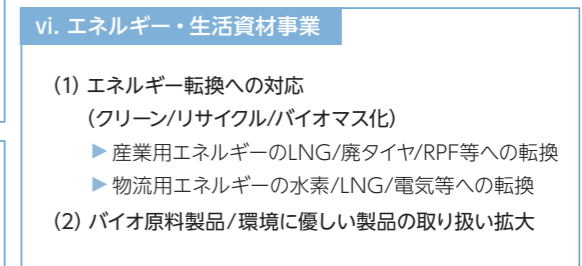 vi. エネルギー・生活資材事業
(1) エネルギー転換への対応
(クリーン/リサイクル/バイオマス化)
▶産業用エネルギーのLNG/廃タイヤ/RPF等への転換
▶物流用エネルギーの水素/LNG/電気等への転換
(2) バイオ原料製品/環境に優しい製品の取り扱い拡大